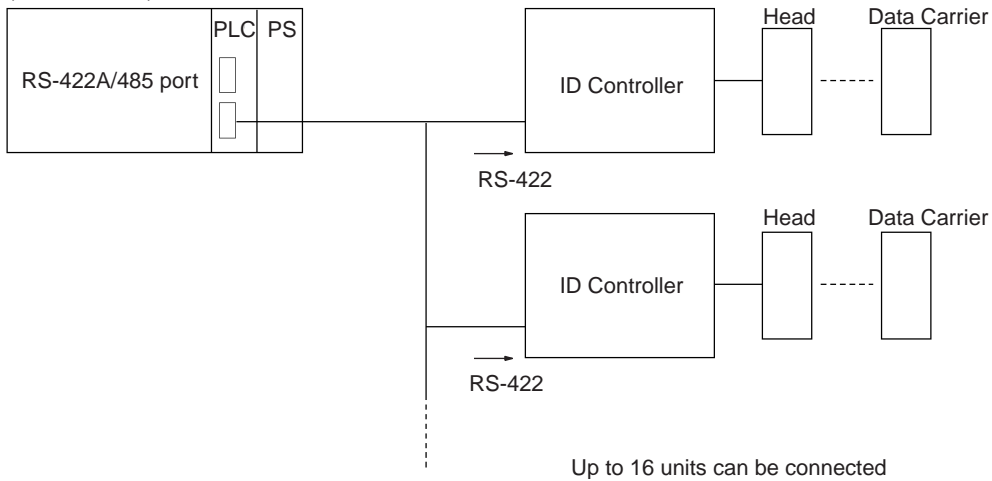 PLC PS
RS-422A/485 port
ID Controller
Head
Data Carrier
RS-422
ID Controller
Head
Data Carrier
RS-422
Up to 16 units can be connected